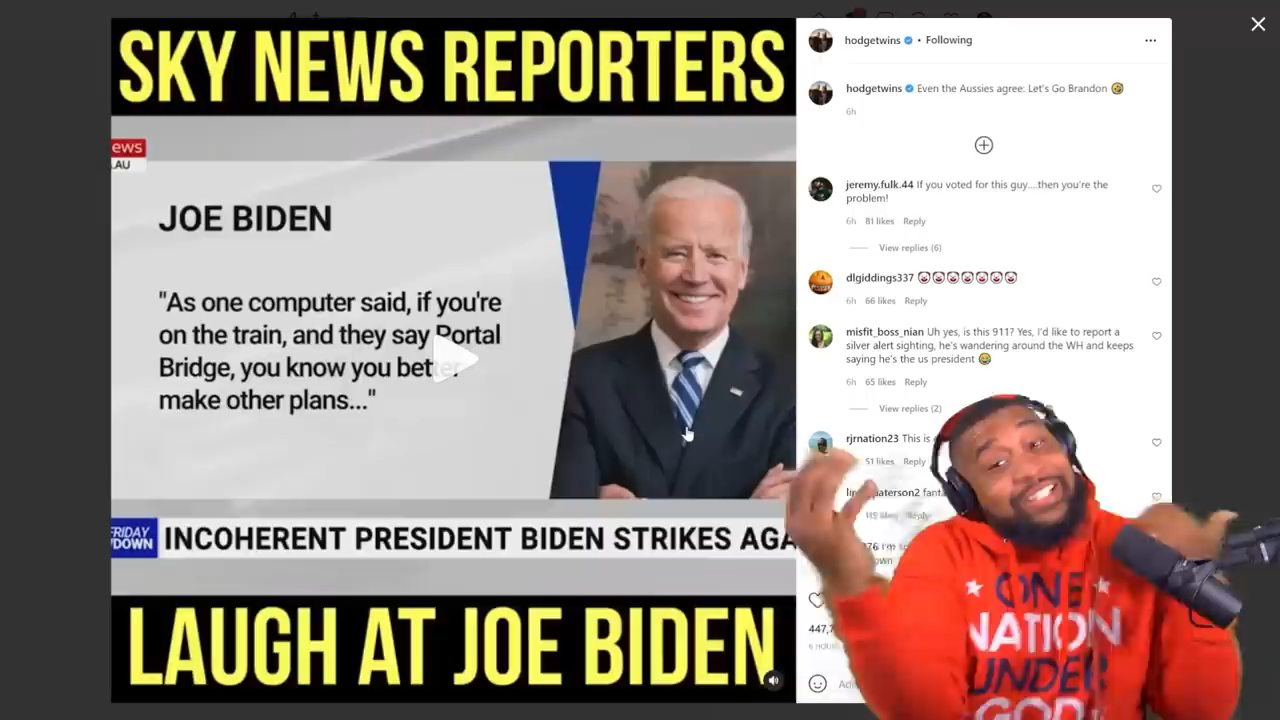 SKY NEWS REPORTERS
ews
.AU
JOE BIDEN
"As one computer said, if you're
on the train, and they say Portal
Bridge, you know you better
make other plans..."
FRIDAY
INCOHERENT PRESIDENT BIDEN STRIKES AGA
LAUGH AT JOE BIDEN
hodgetwins • Following
hodgetwins Even the Aussies agree: Let's Go Brandon 🤣
6h
jeremy.fulk.44 If you voted for this guy....then you're the
problem!
6h 81 likes Reply
View replies (6)
dlgiddings337 🤡🤡🤡🤡🤡🤡🤡
6h 66 likes Reply
misfit_boss_nian Uh yes, is this 911? Yes, I'd like to report a
silver alert sighting, he's wandering around the WH and keeps
saying he's the us president 😂
6h 65 likes Reply
View replies (2)
rjrnation23 This is
51 likes Reply
447,7
ONE
NATION
UNDER
GOD